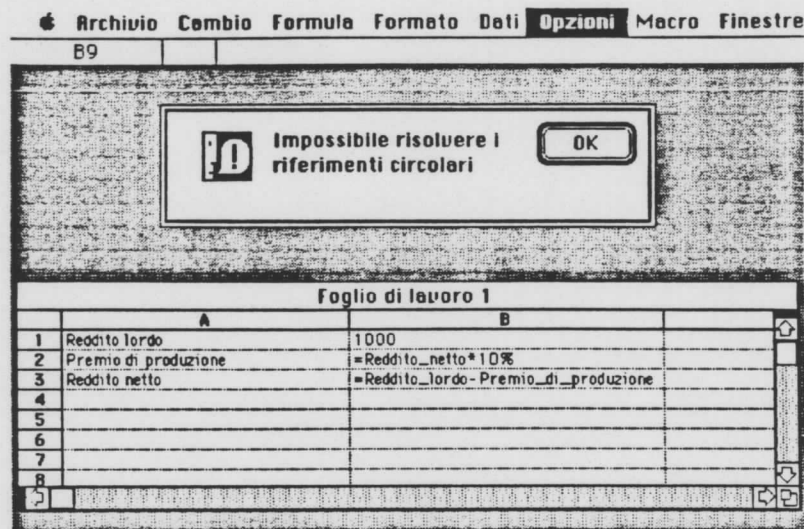 Archivio Cambio Formula Formato Dati Opzioni Macro Finestre
B9
Impossibile risolvere i
riferimenti circolari
OK
Foglio di lavoro 1
A B
1 Reddito lordo 1000
2 Premio di produzione =Reddito_netto*10%
3 Reddito netto =Reddito_lordo-Premio_di_produzione
4
5
6
7
8